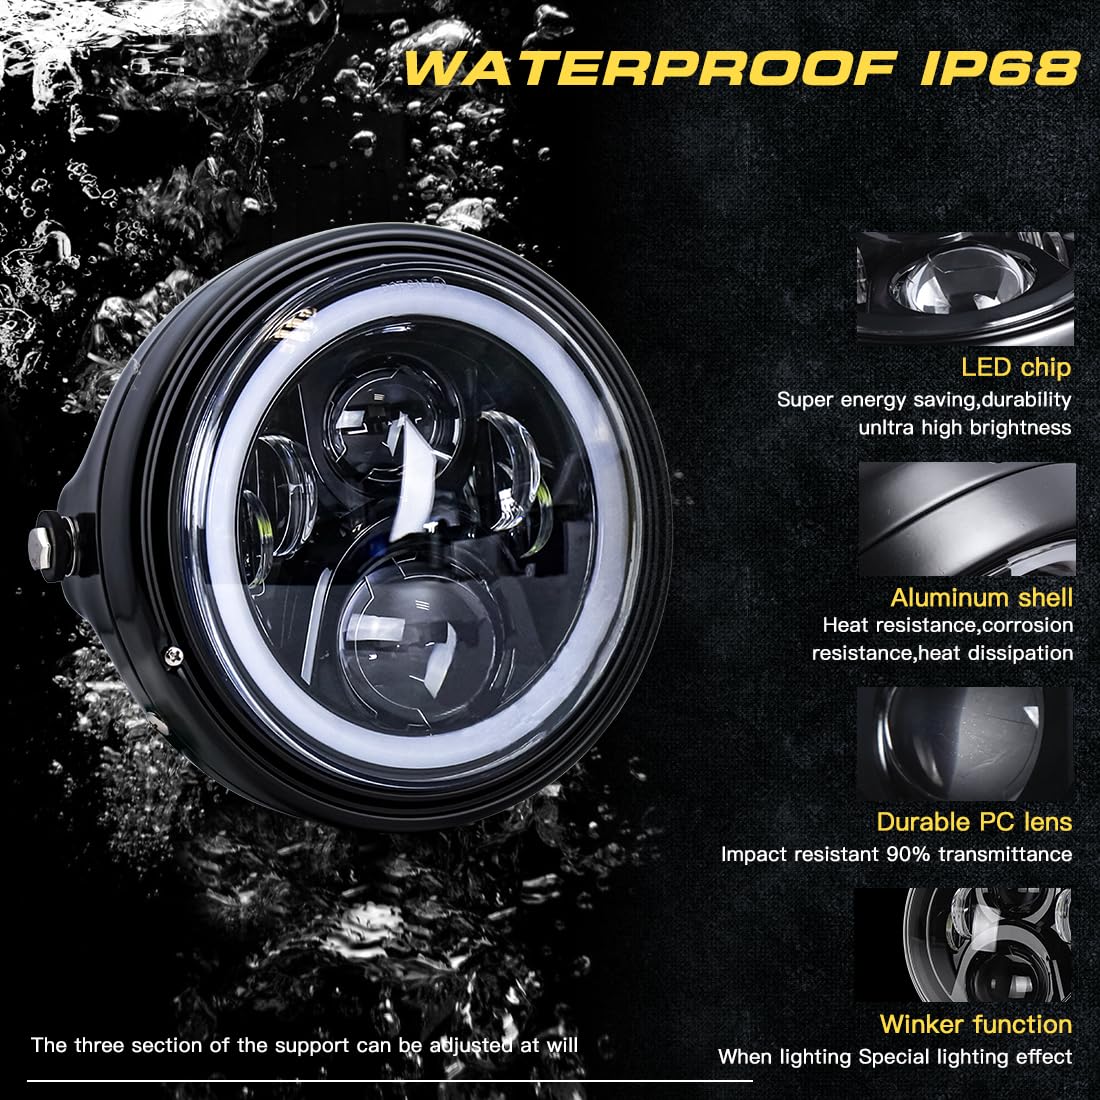 WATERPROOF IP68
LED chip
Super energy saving,durability
unltra high brightness
Aluminum shell
Heat resistance,corrosion
resistance,heat dissipation
Durable PC lens
Impact resistant 90% transmittance
Winker function
When lighting Special lighting effect
The three section of the support can be adjusted at will